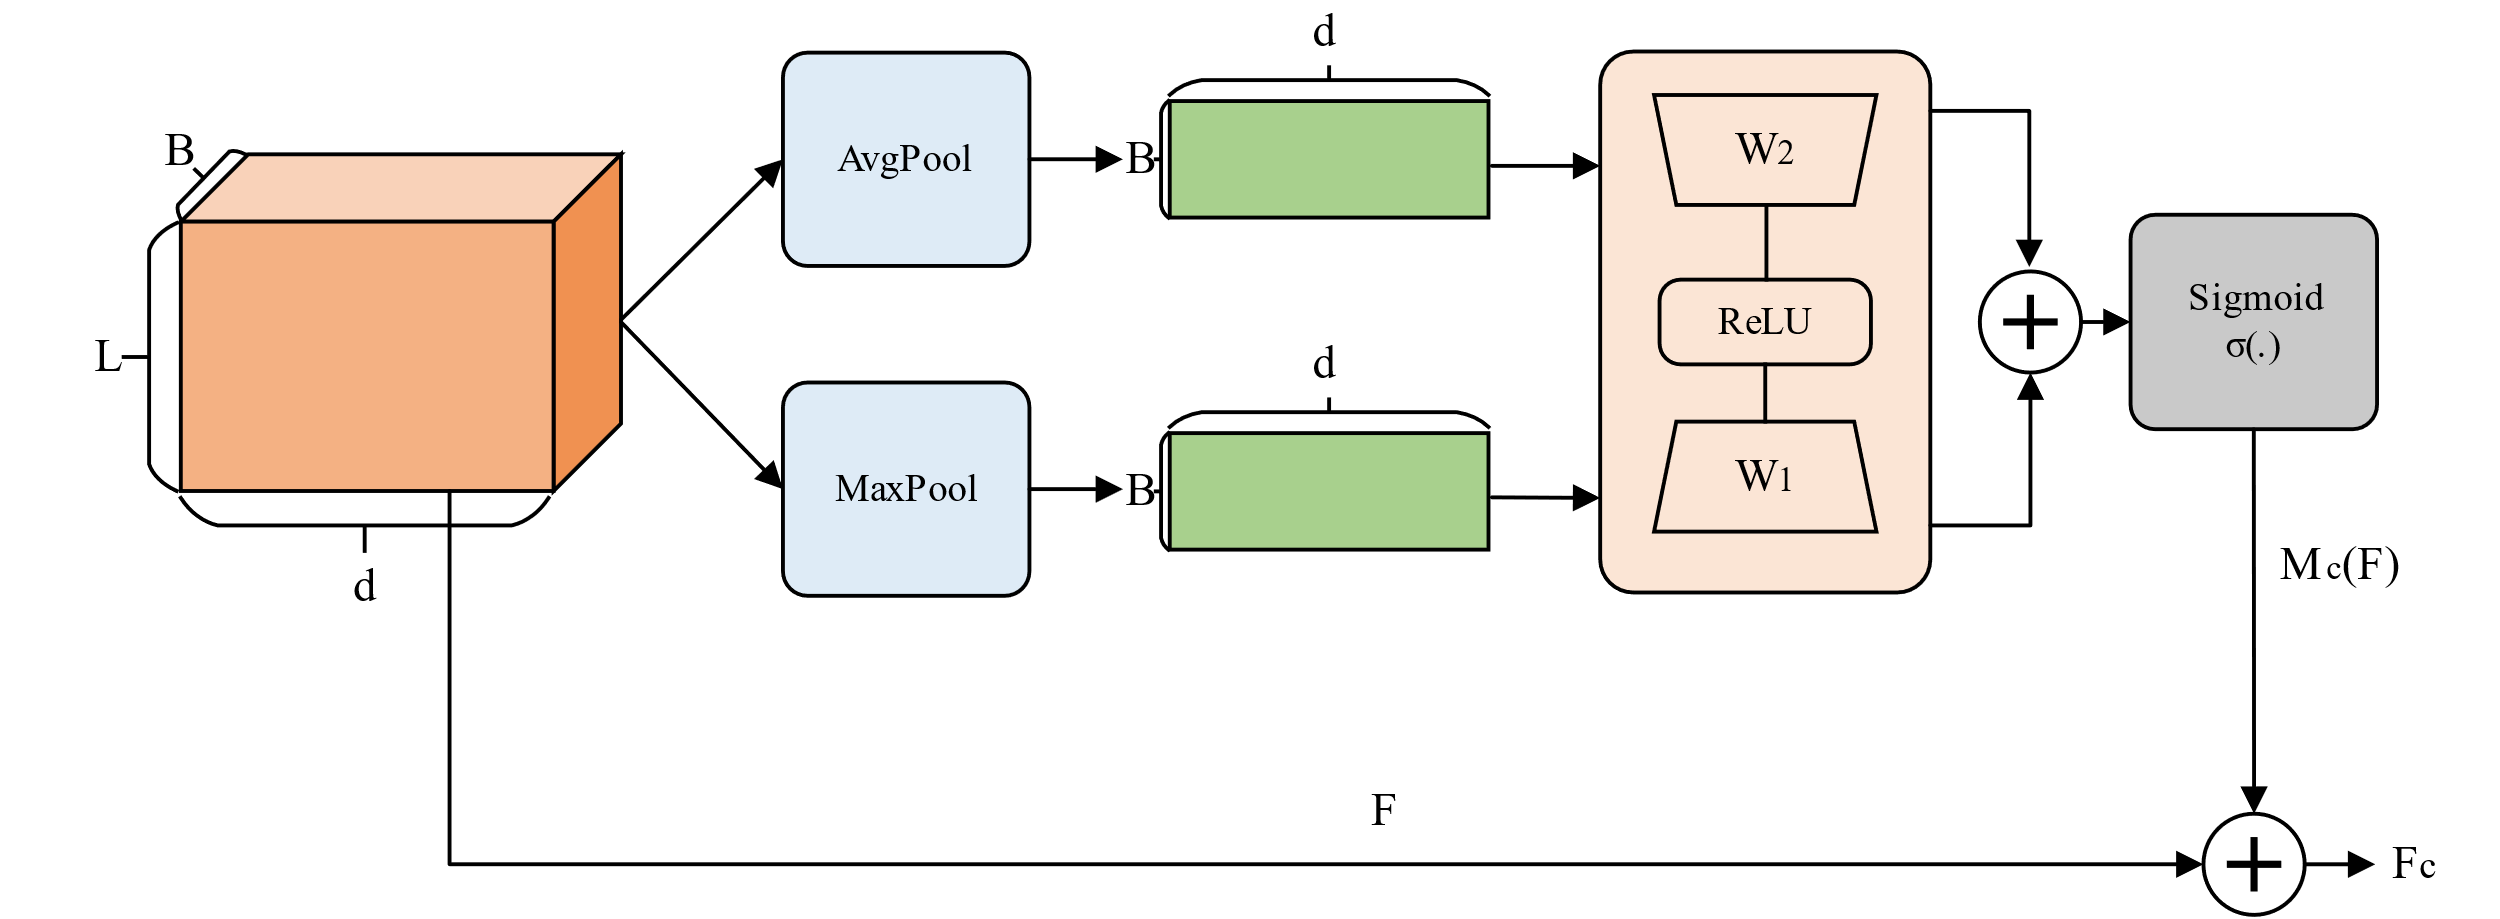 B
L
d
AvgPool
MaxPool
d
B
d
B
W2
ReLU
W1
Sigmoid
σ(.)
Mc(F)
F
Fc